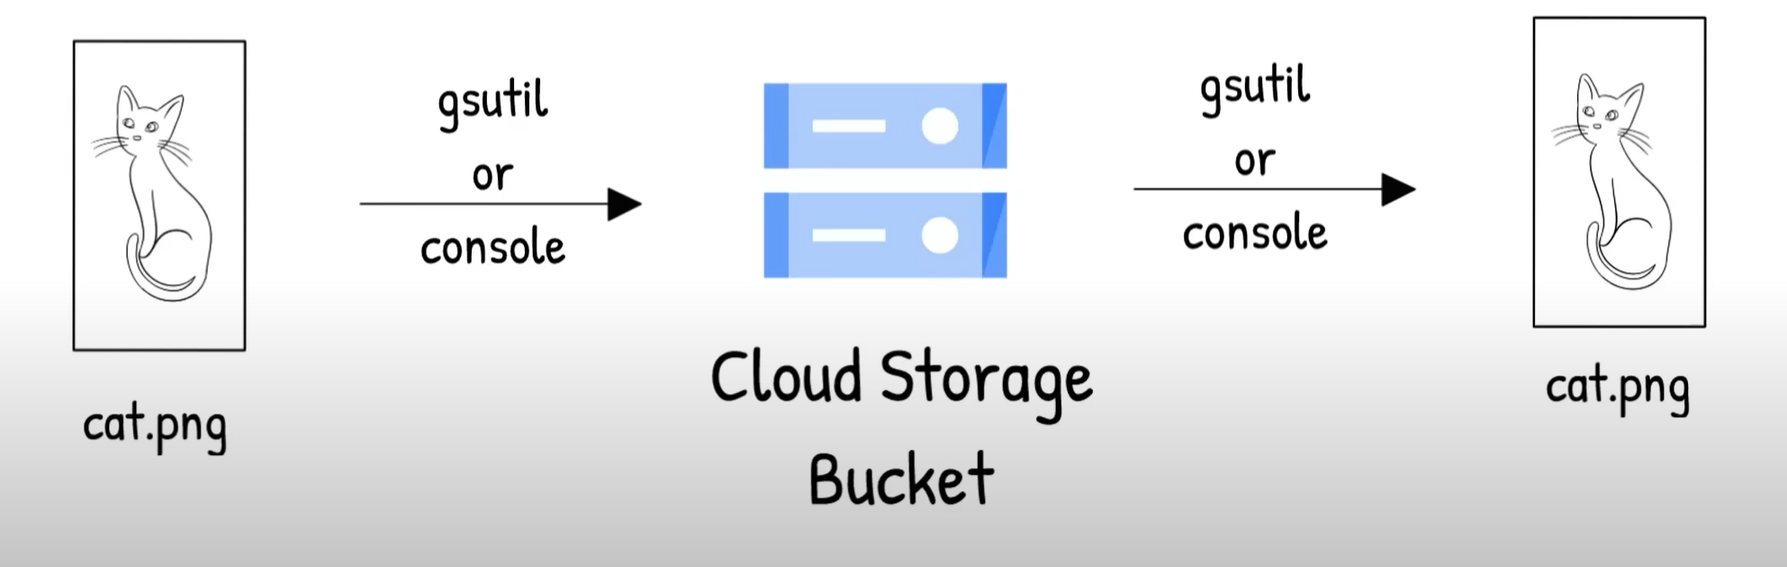 gsutil
or
console
cat.png
Cloud Storage
Bucket
gsutil
or
console
cat.png